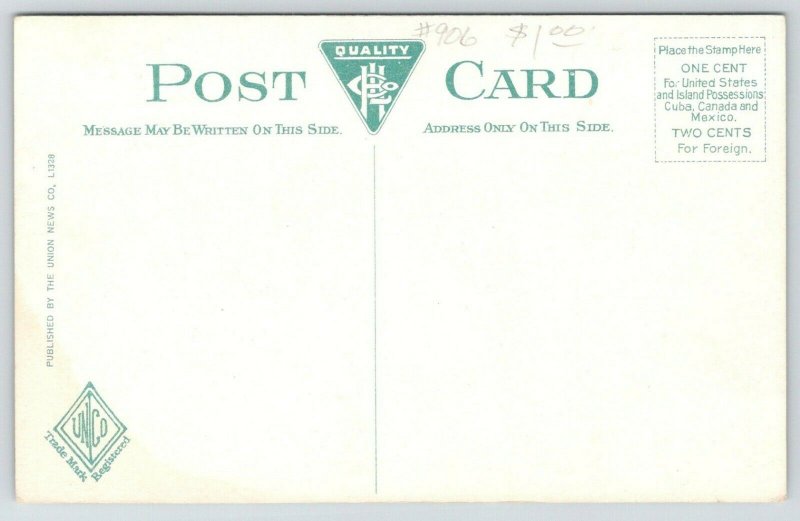 #906 $1.00
QUALITY
POST CARD
MESSAGE MAY BE WRITTEN ON THIS SIDE.
ADDRESS ONLY ON THIS SIDE.
Place the Stamp Here
ONE CENT
For United States
and Island Possessions
Cuba, Canada and
Mexico.
TWO CENTS
For Foreign.
PUBLISHED BY THE UNION NEWS CO, L1328
UNCo
Trade Mark Registered